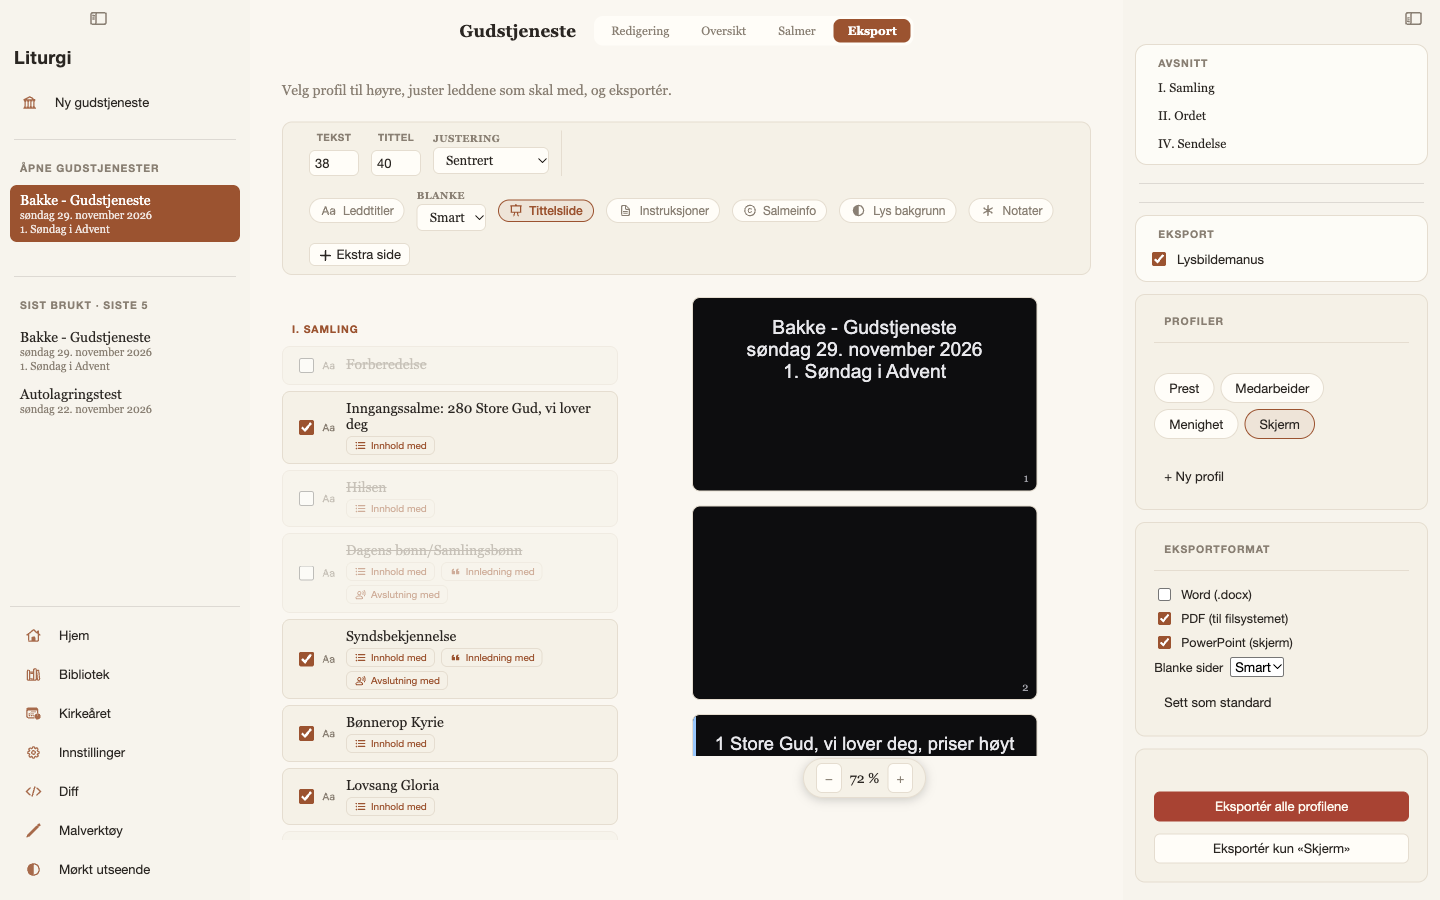 Liturgi
Ny gudstjeneste
ÅPNE GUDSTJENESTER
Bakke - Gudstjeneste
søndag 29. november 2026
1. Søndag i Advent
SIST BRUKT · SISTE 5
Bakke - Gudstjeneste
søndag 29. november 2026
1. Søndag i Advent
Autolagringstest
søndag 22. november 2026
Hjem
Bibliotek
Kirkeåret
Innstillinger
Diff
Malverktøy
Mørkt utseende
Gudstjeneste
Redigering
Oversikt
Salmer
Eksport
Velg profil til høyre, juster leddene som skal med, og eksportér.
TEKST
TITTEL
JUSTERING
38
40
Sentrert
Aa Leddtitler
BLANKE
Smart
Tittelslide
Instruksjoner
Salmeinfo
Lys bakgrunn
Notater
+ Ekstra side
I. SAMLING
Aa Forberedelse
Aa Inngangssalme: 280 Store Gud, vi lover
deg
Innhold med
Aa Hilsen
Innhold med
Aa Dagens bønn/Samlingsbønn
Innhold med
Innledning med
Avslutning med
Aa Syndsbekjennelse
Innhold med
Innledning med
Avslutning med
Aa Bønnerop Kyrie
Innhold med
Aa Lovsang Gloria
Innhold med
Bakke - Gudstjeneste
søndag 29. november 2026
1. Søndag i Advent
1
2
1 Store Gud, vi lover deg, priser høyt
− 72 % +
AVSNITT
I. Samling
II. Ordet
IV. Sendelse
EKSPORT
Lysbildemanus
PROFILER
Prest
Medarbeider
Menighet
Skjerm
+ Ny profil
EKSPORTFORMAT
Word (.docx)
PDF (til filsystemet)
PowerPoint (skjerm)
Blanke sider Smart
Sett som standard
Eksportér alle profilene
Eksportér kun «Skjerm»